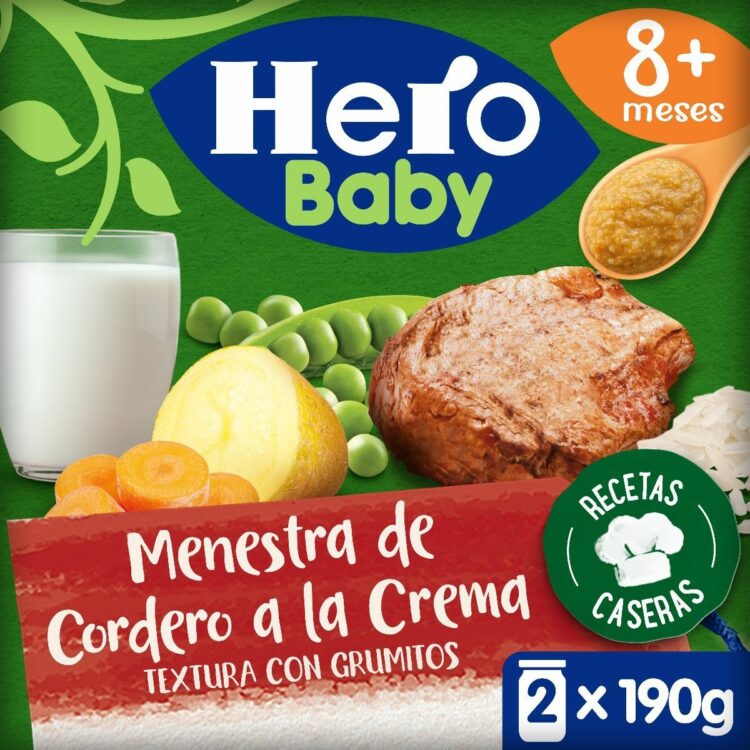 Hero
Baby
8+
meses
Menestra de
Cordero a la Crema
TEXTURA CON GRUMITOS
RECETAS
CASERAS
2 x 190g